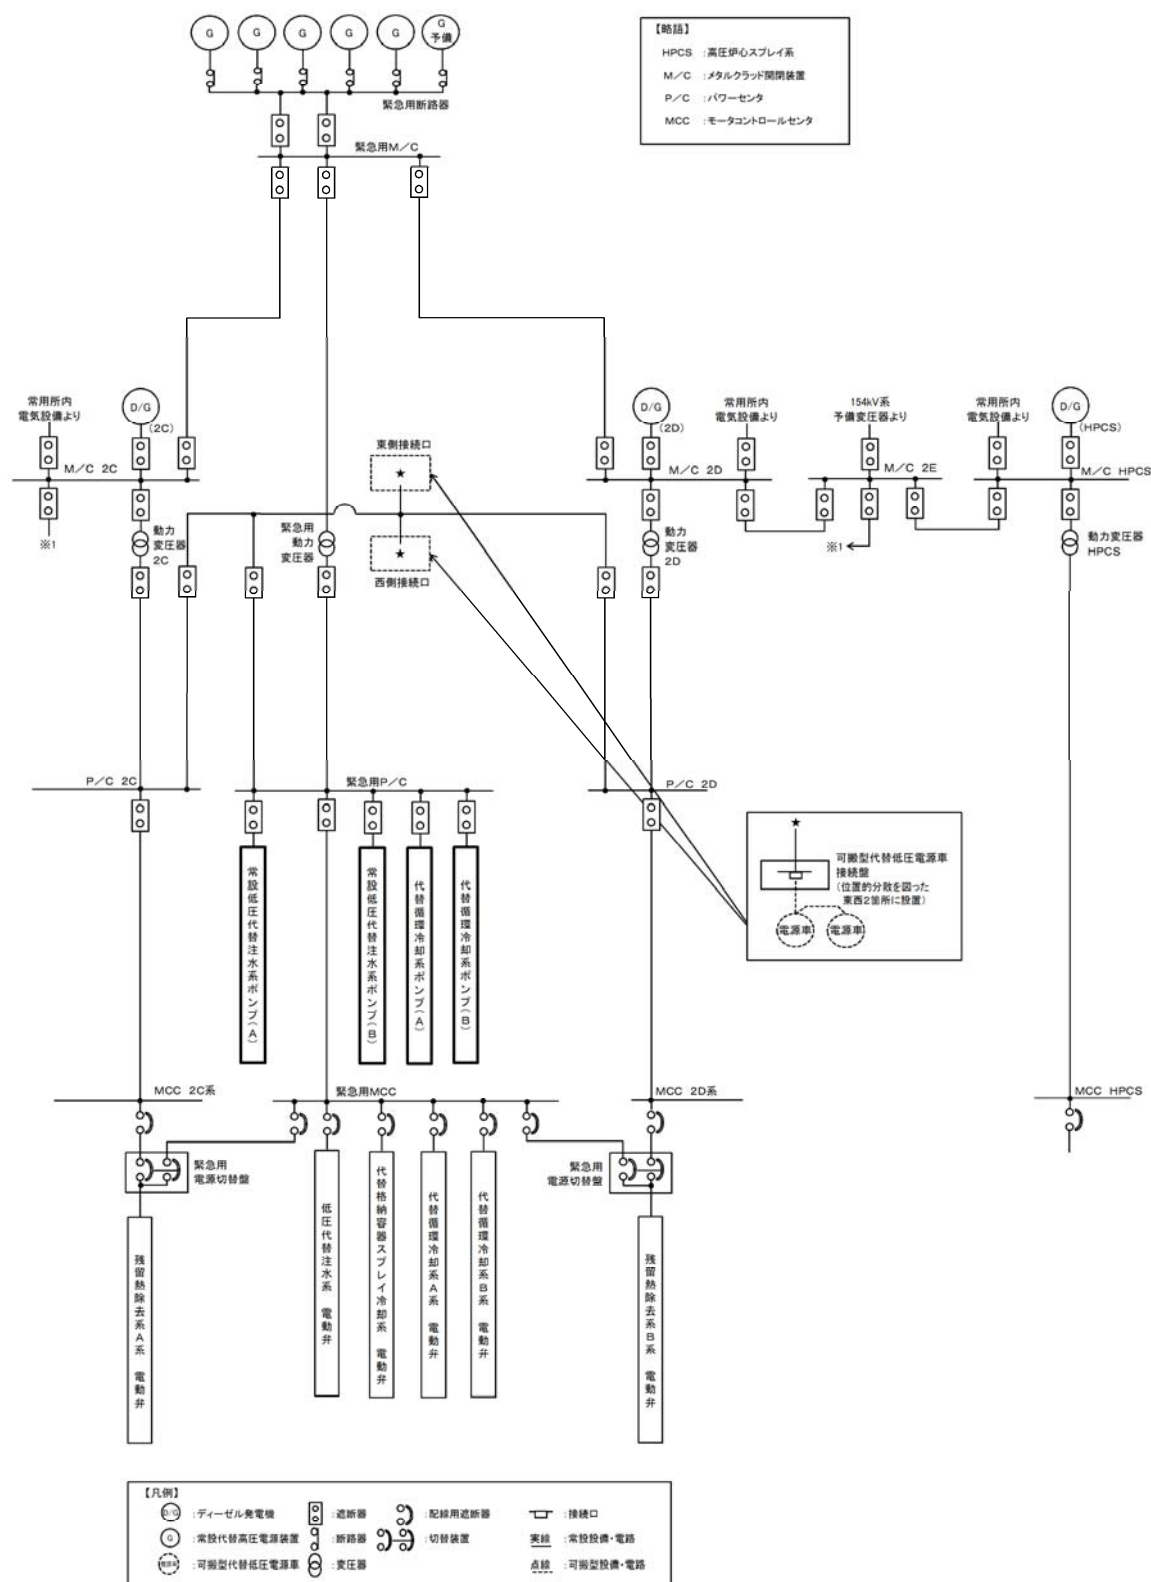 G
G
G
G
G
G
予備
緊急用断路器
【略語】
HPCS :高圧炉心スプレイ系
M/C :メタルクラッド開閉装置
P/C :パワーセンタ
MCC :モータコントロールセンタ
緊急用M/C
常用所内
電気設備より
D/G
(2C)
M/C 2C
※1
動力
変圧器
2C
東側接続口
★
★
西側接続口
緊急用
動力
変圧器
D/G
(2D)
M/C 2D
動力
変圧器
2D
常用所内
電気設備より
154kV系
予備変圧器より
M/C 2E
※1
常用所内
電気設備より
D/G
(HPCS)
M/C HPCS
動力変圧器
HPCS
P/C 2C
緊急用P/C
P/C 2D
常設低圧代替注水系ポンプ(A)
常設低圧代替注水系ポンプ(B)
代替循環冷却系ポンプ(A)
代替循環冷却系ポンプ(B)
★
可搬型代替低圧電源車
接続盤
(位置的分散を図った
東西2箇所に設置)
電源車
電源車
MCC 2C系
緊急用MCC
MCC 2D系
MCC HPCS
緊急用
電源切替盤
緊急用
電源切替盤
残留熱除去系A系 電動弁
低圧代替注水系 電動弁
代替格納容器スプレイ冷却系 電動弁
代替循環冷却系A系 電動弁
代替循環冷却系B系 電動弁
残留熱除去系B系 電動弁
【凡例】
D/G :ディーゼル発電機
:遮断器
:配線用遮断器
:接続口
G :常設代替高圧電源装置
:断路器
:切替装置
実線 :常設設備・電路
電源車 :可搬型代替低圧電源車
:変圧器
点線 :可搬型設備・電路